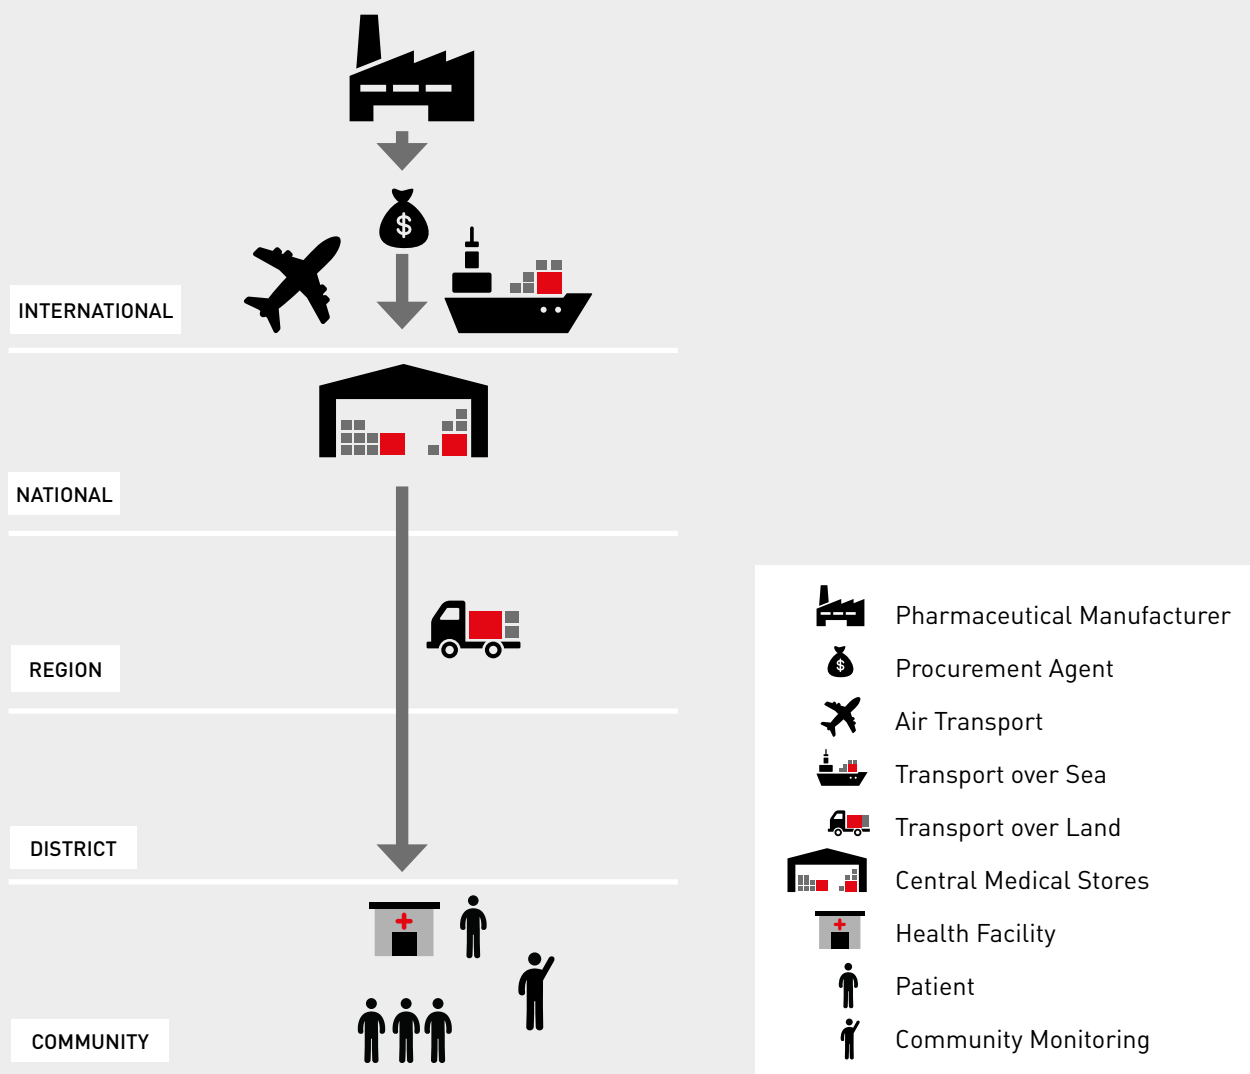 $
INTERNATIONAL
NATIONAL
REGION
DISTRICT
COMMUNITY
Pharmaceutical Manufacturer
$ Procurement Agent
Air Transport
Transport over Sea
Transport over Land
Central Medical Stores
Health Facility
Patient
Community Monitoring